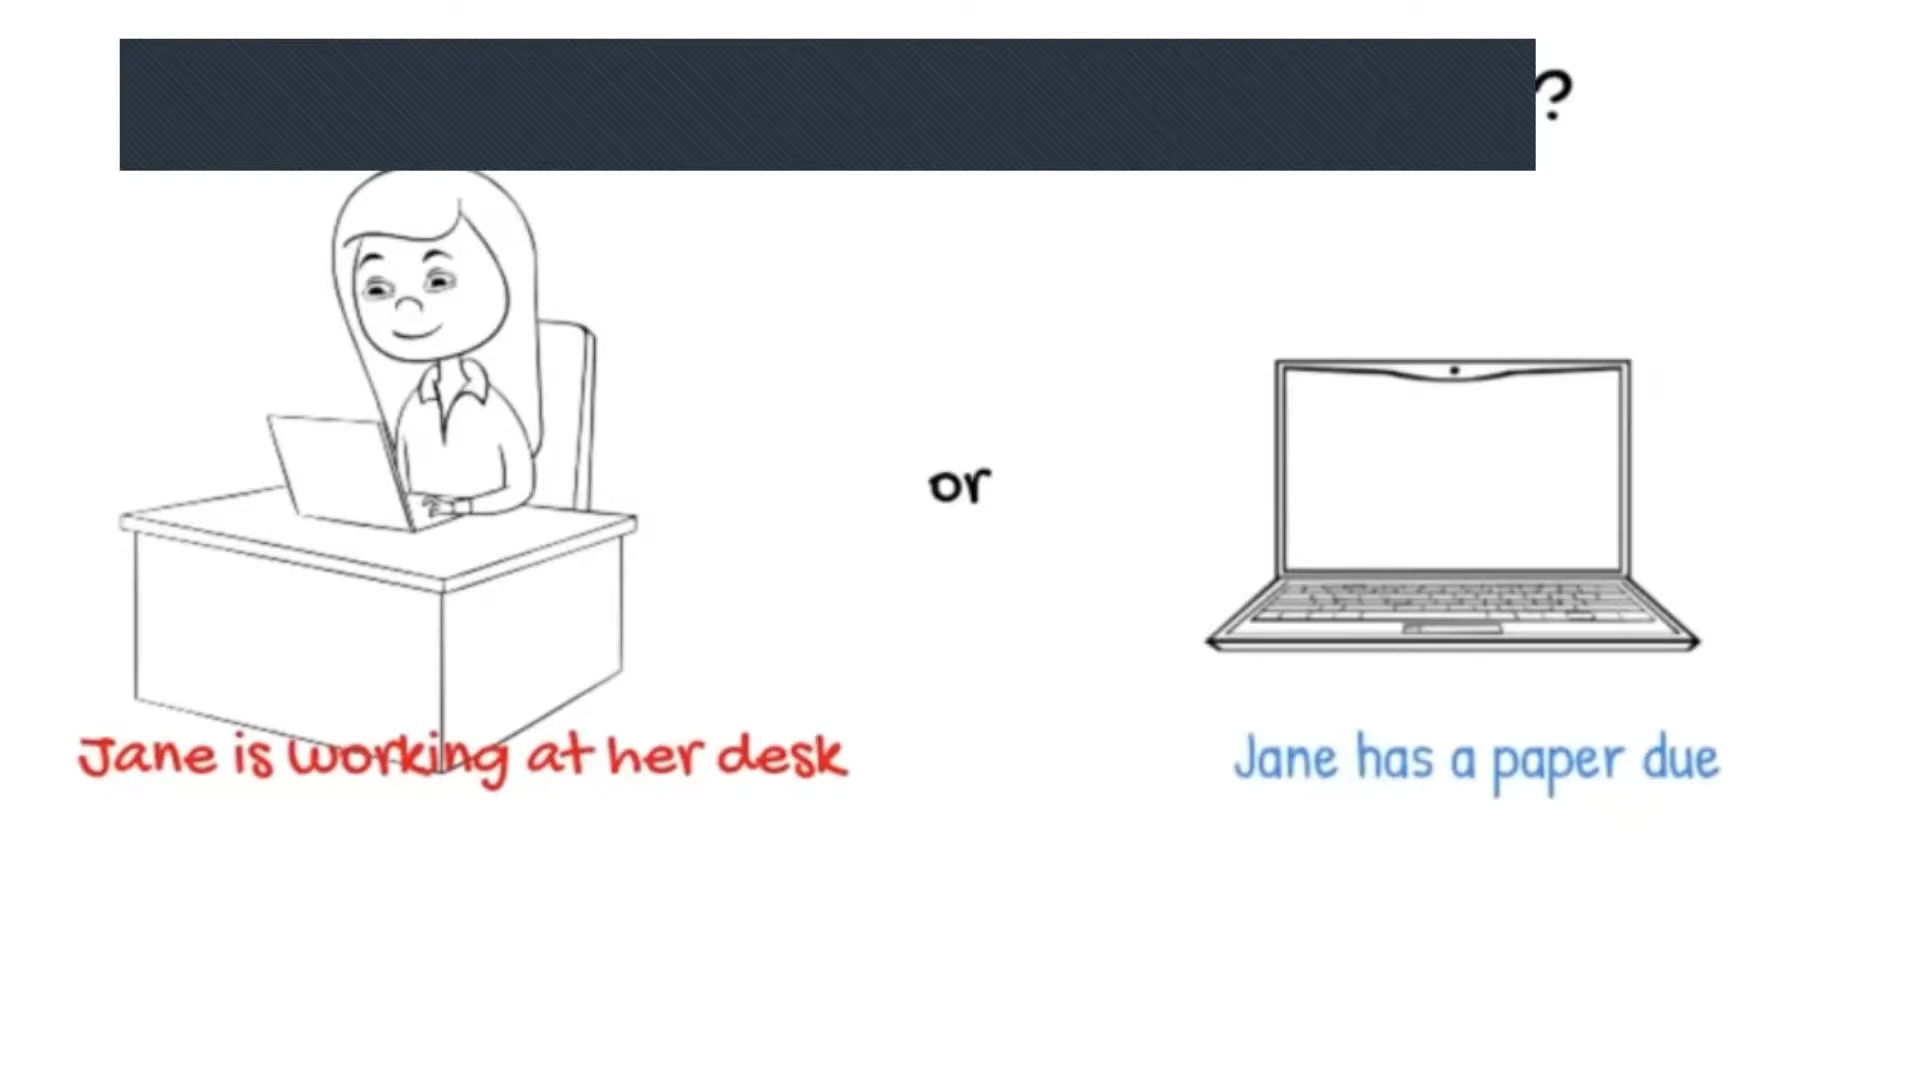 ?
or
Jane is working at her desk
Jane has a paper due